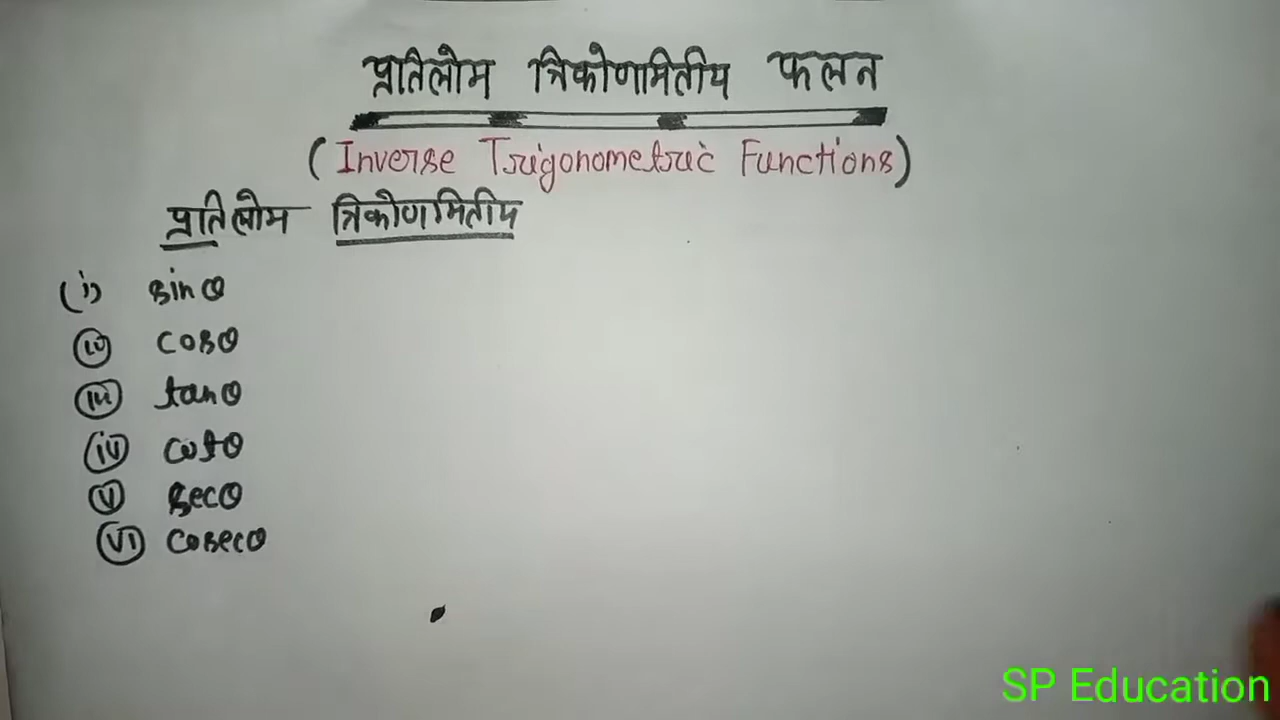 प्रतिलोम त्रिकोणमितीय फलन
(Inverse Trigonometric Functions)
प्रतिलोम त्रिकोणमितीय
(i) sinθ
(ii) cosθ
(iii) tanθ
(iv) cotθ
(v) secθ
(vi) cosecθ
SP Education